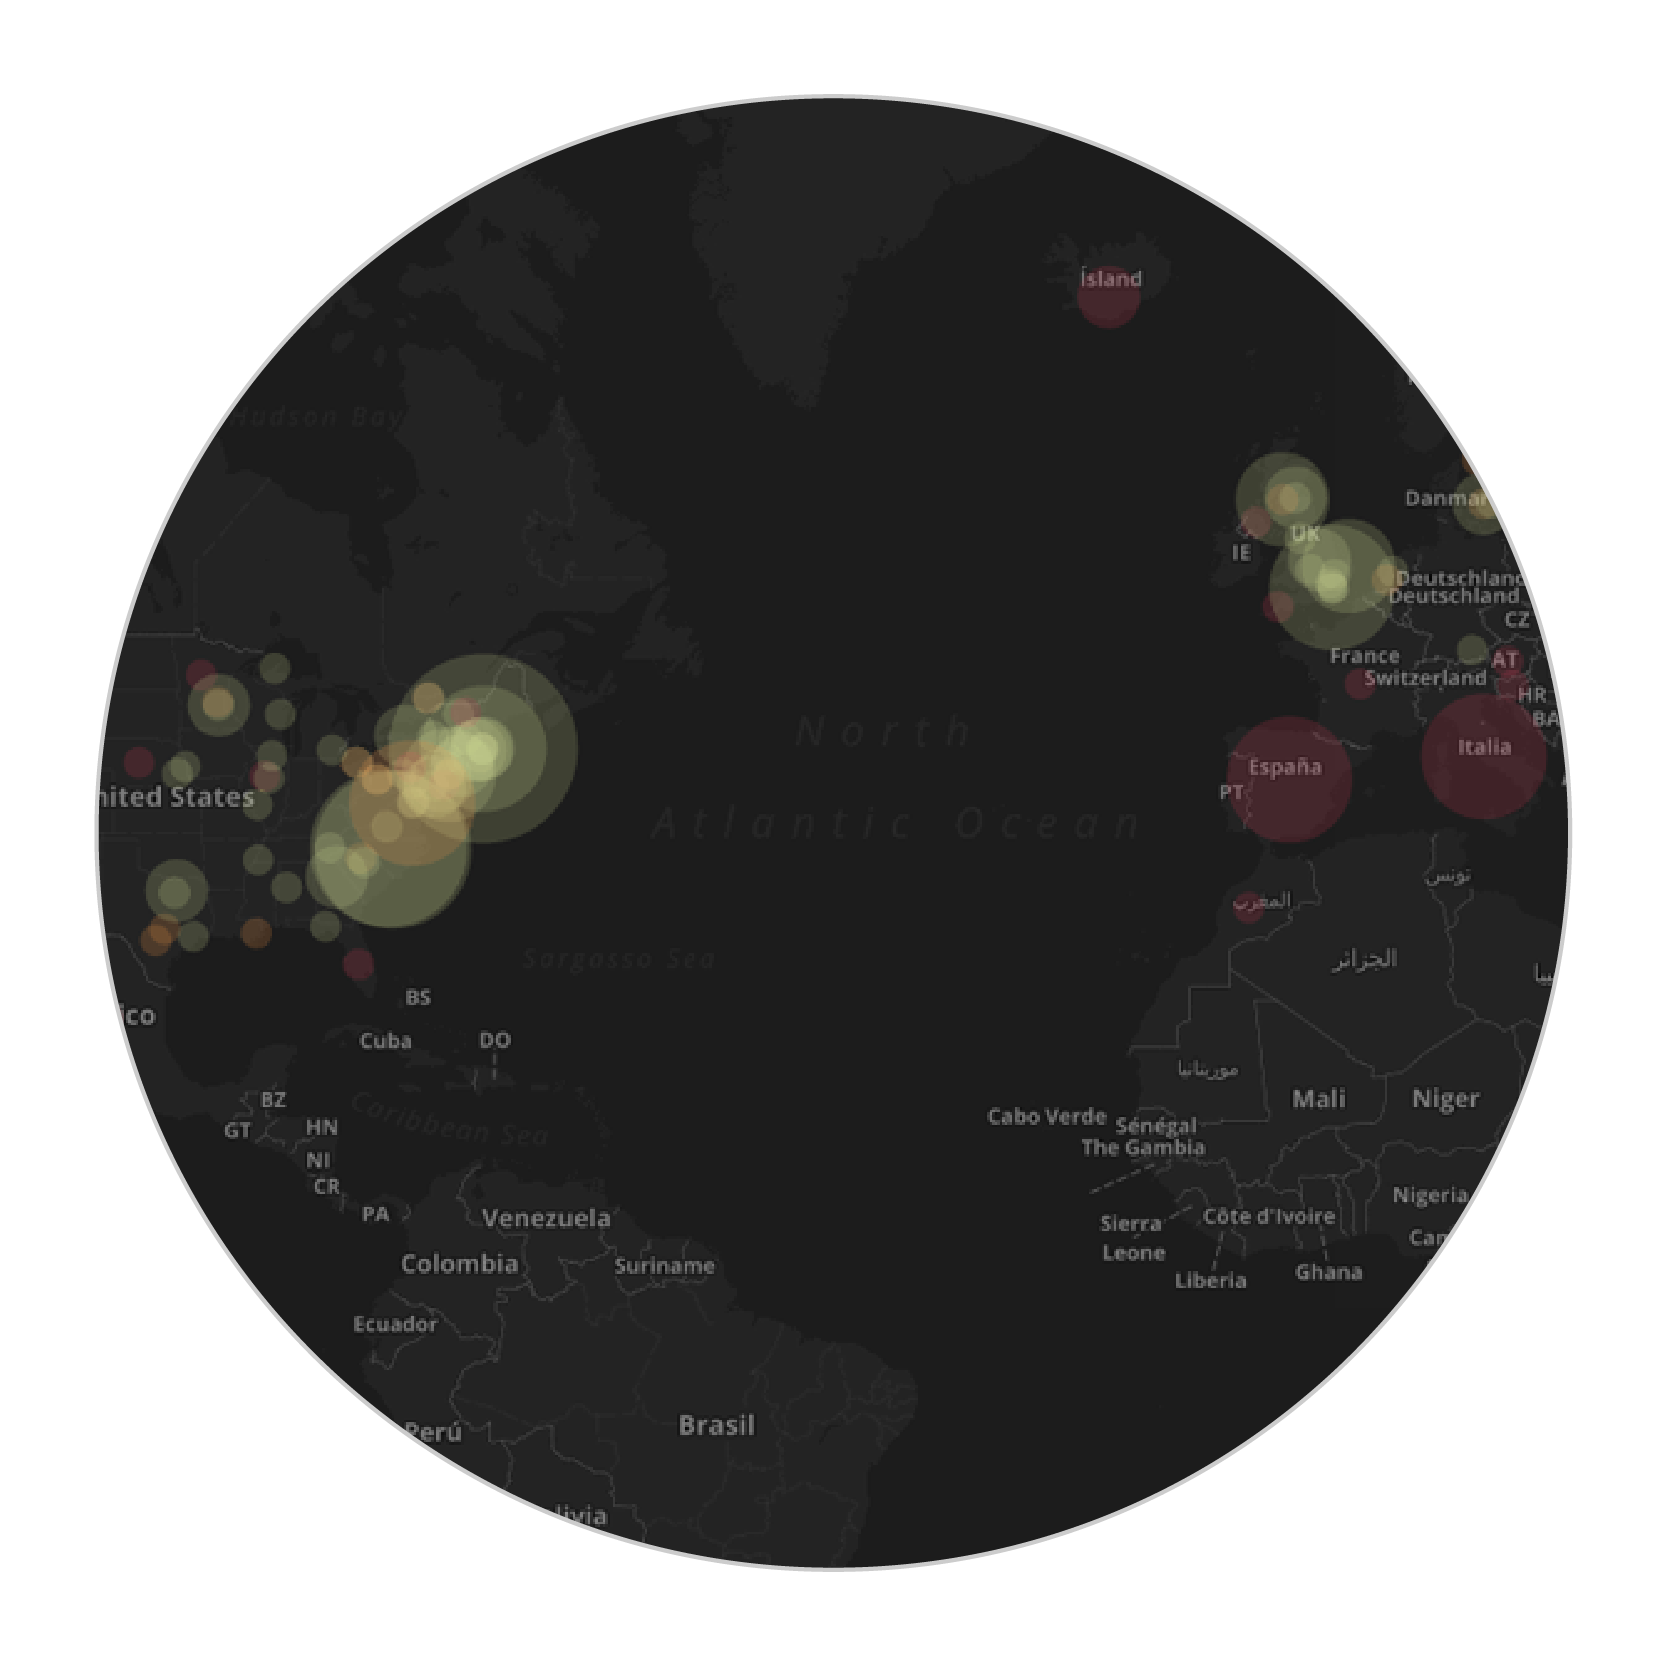 Ísland
Hudson Bay
Danmar
UK
IE
Deutschland
Deutschland
CZ
France
AT
Switzerland
HR
BA
North
Italia
España
PT
nited States
Atlantic Ocean
تونس
المغرب
Sargasso Sea
الجزائر
BS
ico
Cuba
DO
موريتانيا
BZ
Mali
Niger
Caribbean Sea
Cabo Verde
Sénégal
GT
HN
The Gambia
NI
CR
Nigeria
PA
Venezuela
Côte d'Ivoire
Sierra
Leone
Can
Colombia
Suriname
Ghana
Liberia
Ecuador
Brasil
Perú
livia